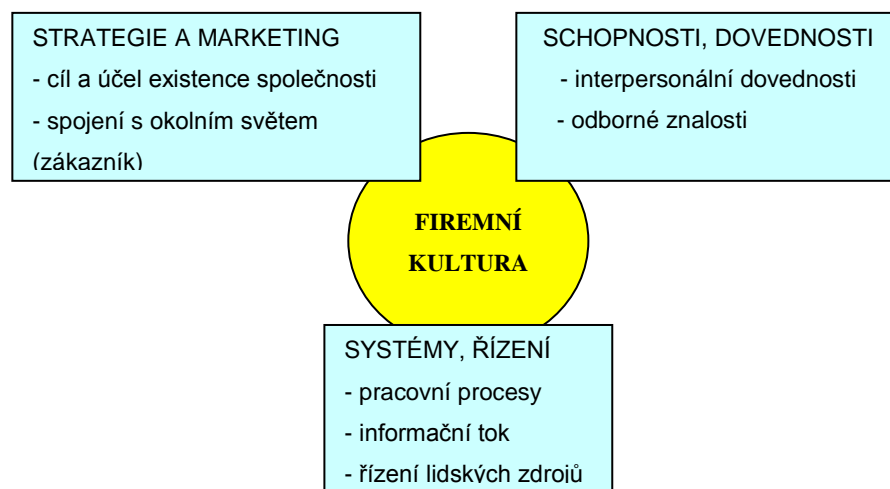 STRATEGIE A MARKETING
- cíl a účel existence společnosti
- spojení s okolním světem
(zákazník)
SCHOPNOSTI, DOVEDNOSTI
- interpersonální dovednosti
- odborné znalosti
FIREMNÍ
KULTURA
SYSTÉMY, ŘÍZENÍ
- pracovní procesy
- informační tok
- řízení lidských zdrojů